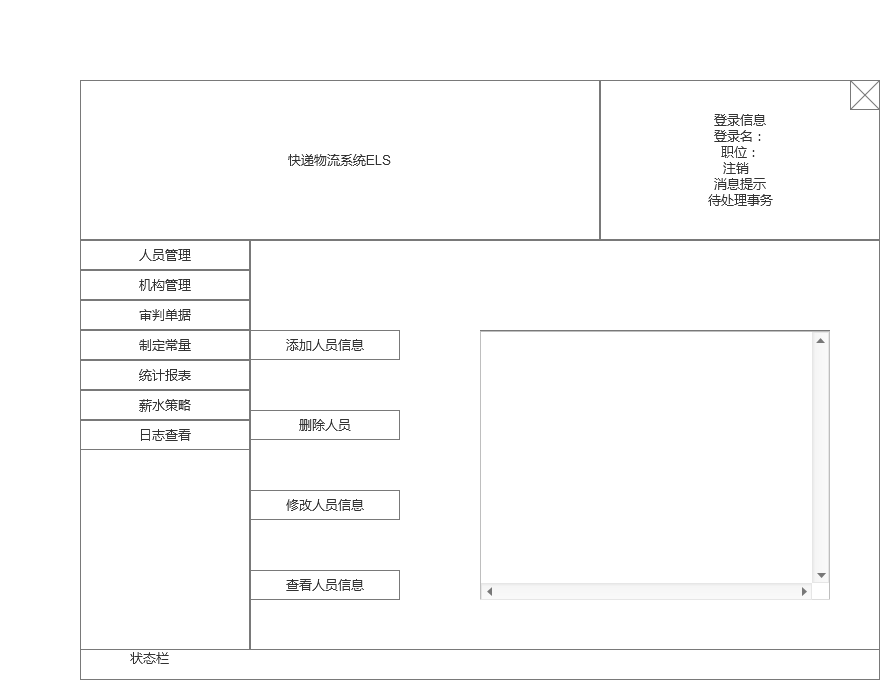 快递物流系统ELS
登录信息
登录名：
职位：
注销
消息提示
待处理事务
人员管理
机构管理
审判单据
制定常量
统计报表
薪水策略
日志查看
添加人员信息
删除人员
修改人员信息
查看人员信息
状态栏